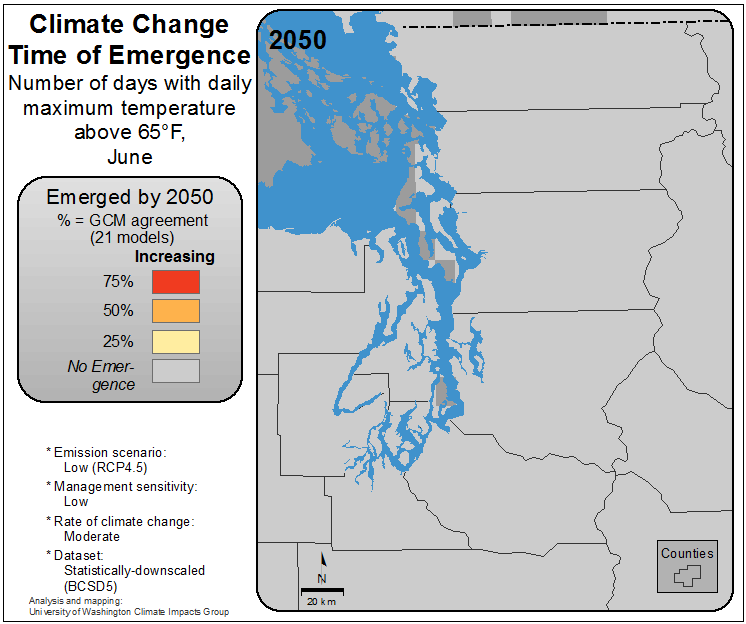 Climate Change
Time of Emergence
Number of days with daily
maximum temperature
above 65°F,
June
Emerged by 2050
% = GCM agreement
(21 models)
Increasing
75%
50%
25%
No Emer-
gence
* Emission scenario:
Low (RCP4.5)
* Management sensitivity:
Low
* Rate of climate change:
Moderate
* Dataset:
Statistically-downscaled
(BCSD5)
Analysis and mapping:
University of Washington Climate Impacts Group
2050
N
20 km
Counties